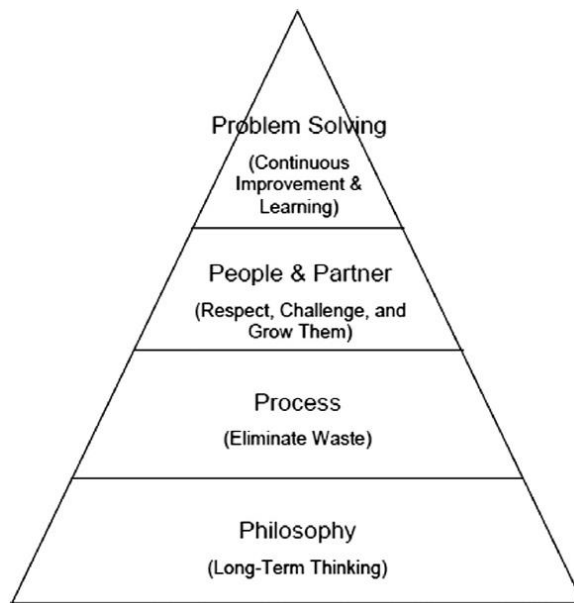 Problem Solving
(Continuous
Improvement &
Learning)
People & Partner
(Respect, Challenge, and
Grow Them)
Process
(Eliminate Waste)
Philosophy
(Long-Term Thinking)